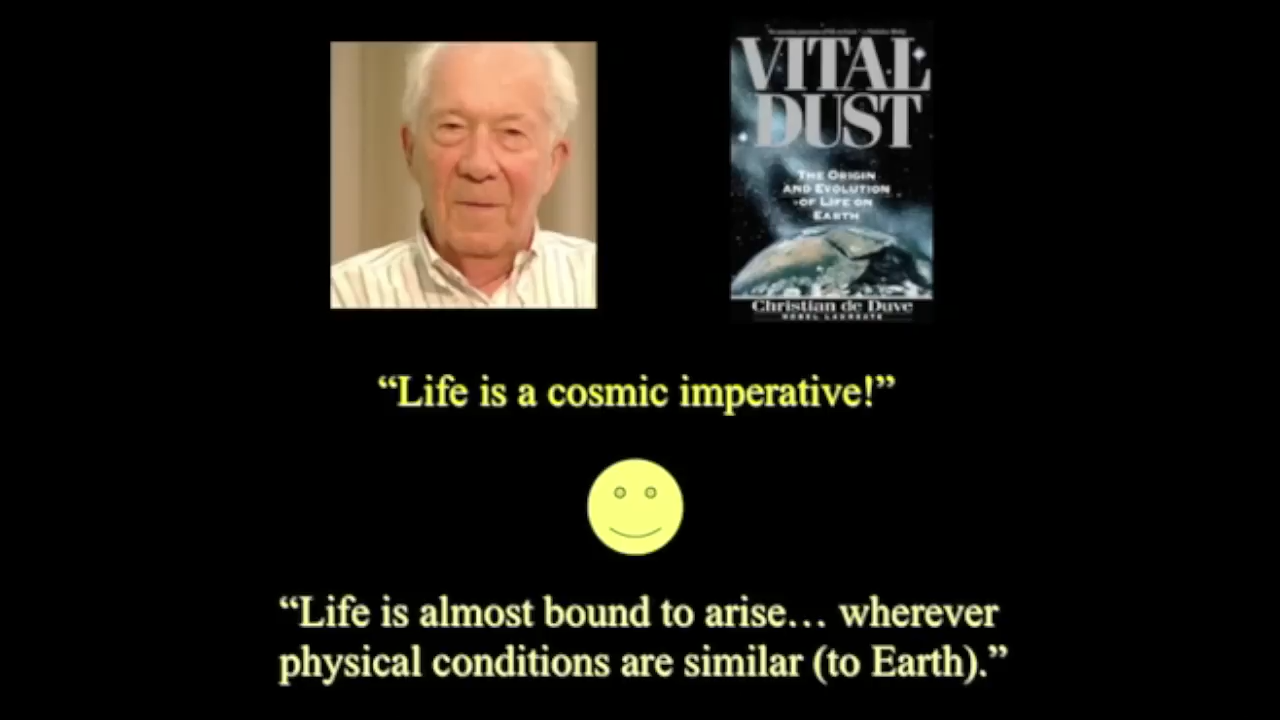 VITAL
DUST
THE ORIGIN
AND EVOLUTION
OF LIFE ON
EARTH
Christian de Duve
NOBEL LAUREATE
“Life is a cosmic imperative!”
“Life is almost bound to arise… wherever
physical conditions are similar (to Earth).”